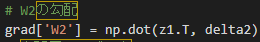 # W2の勾配
grad['W2'] = np.dot(z1.T, delta2)